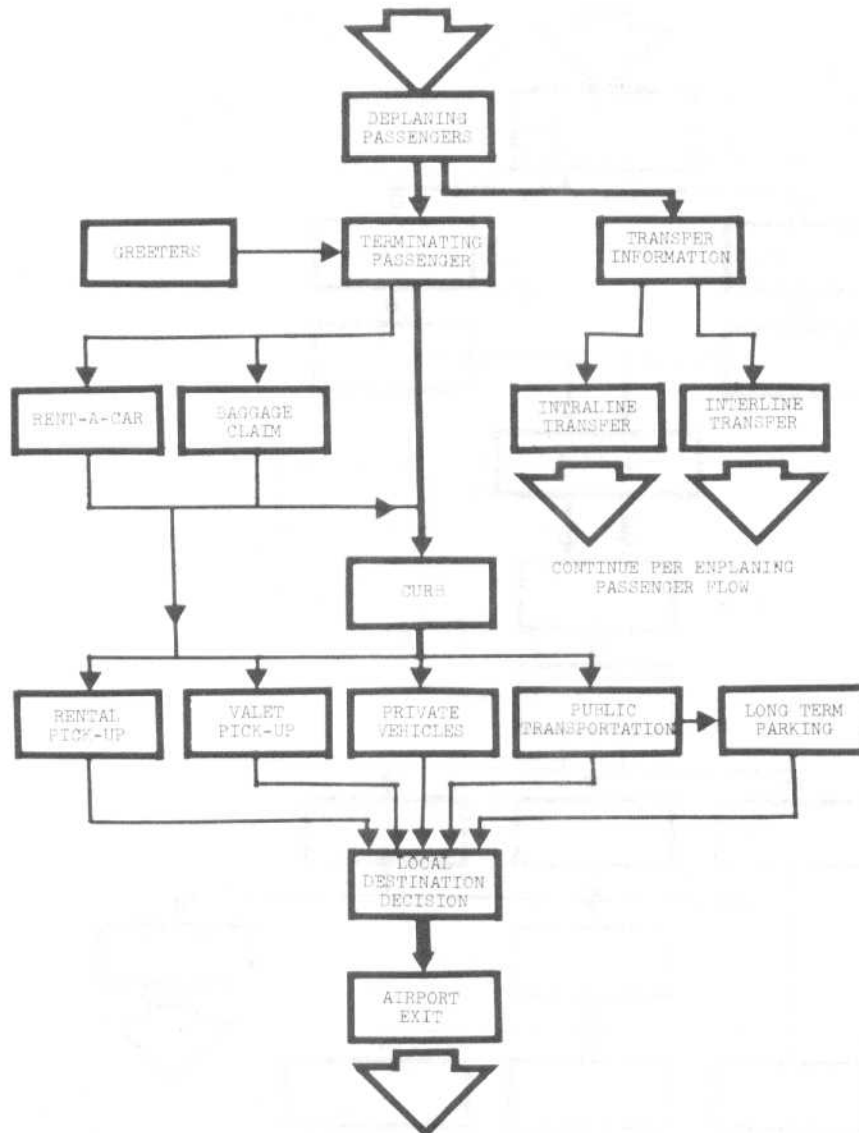 DEPLANING
PASSENGERS
GREETERS
TERMINATING
PASSENGER
TRANSFER
INFORMATION
RENT-A-CAR
BAGGAGE
CLAIM
INTRALINE
TRANSFER
INTERLINE
TRANSFER
CONTINUE PER ENPLANING
PASSENGER FLOW
CURB
RENTAL
PICK-UP
VALET
PICK-UP
PRIVATE
VEHICLES
PUBLIC
TRANSPORTATION
LONG TERM
PARKING
LOCAL
DESTINATION
DECISION
AIRPORT
EXIT